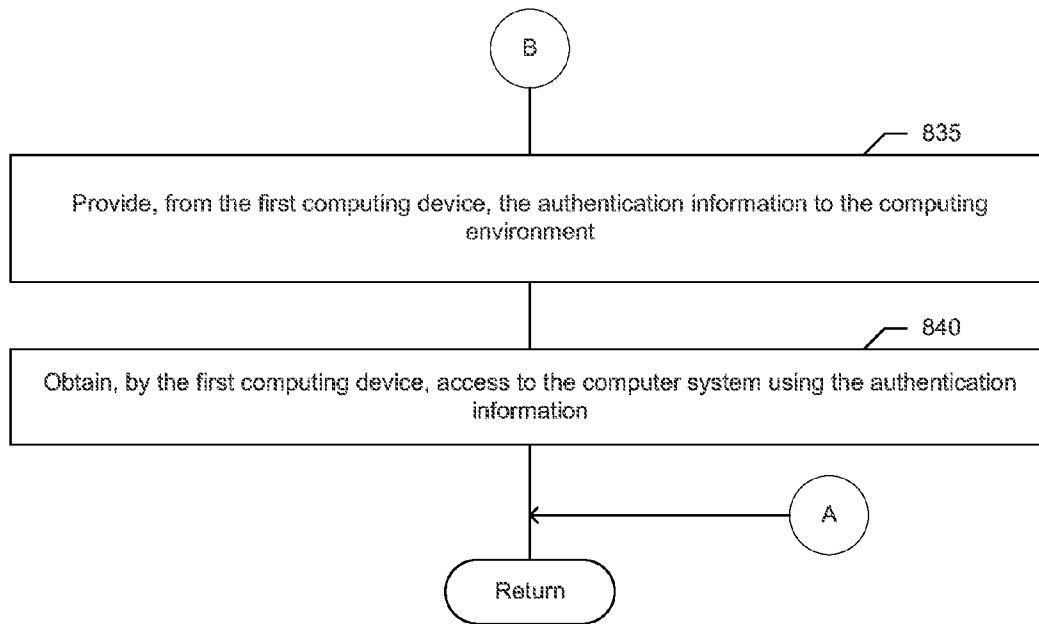 B
835
Provide, from the first computing device, the authentication information to the computing
environment
840
Obtain, by the first computing device, access to the computer system using the authentication
information
A
Return